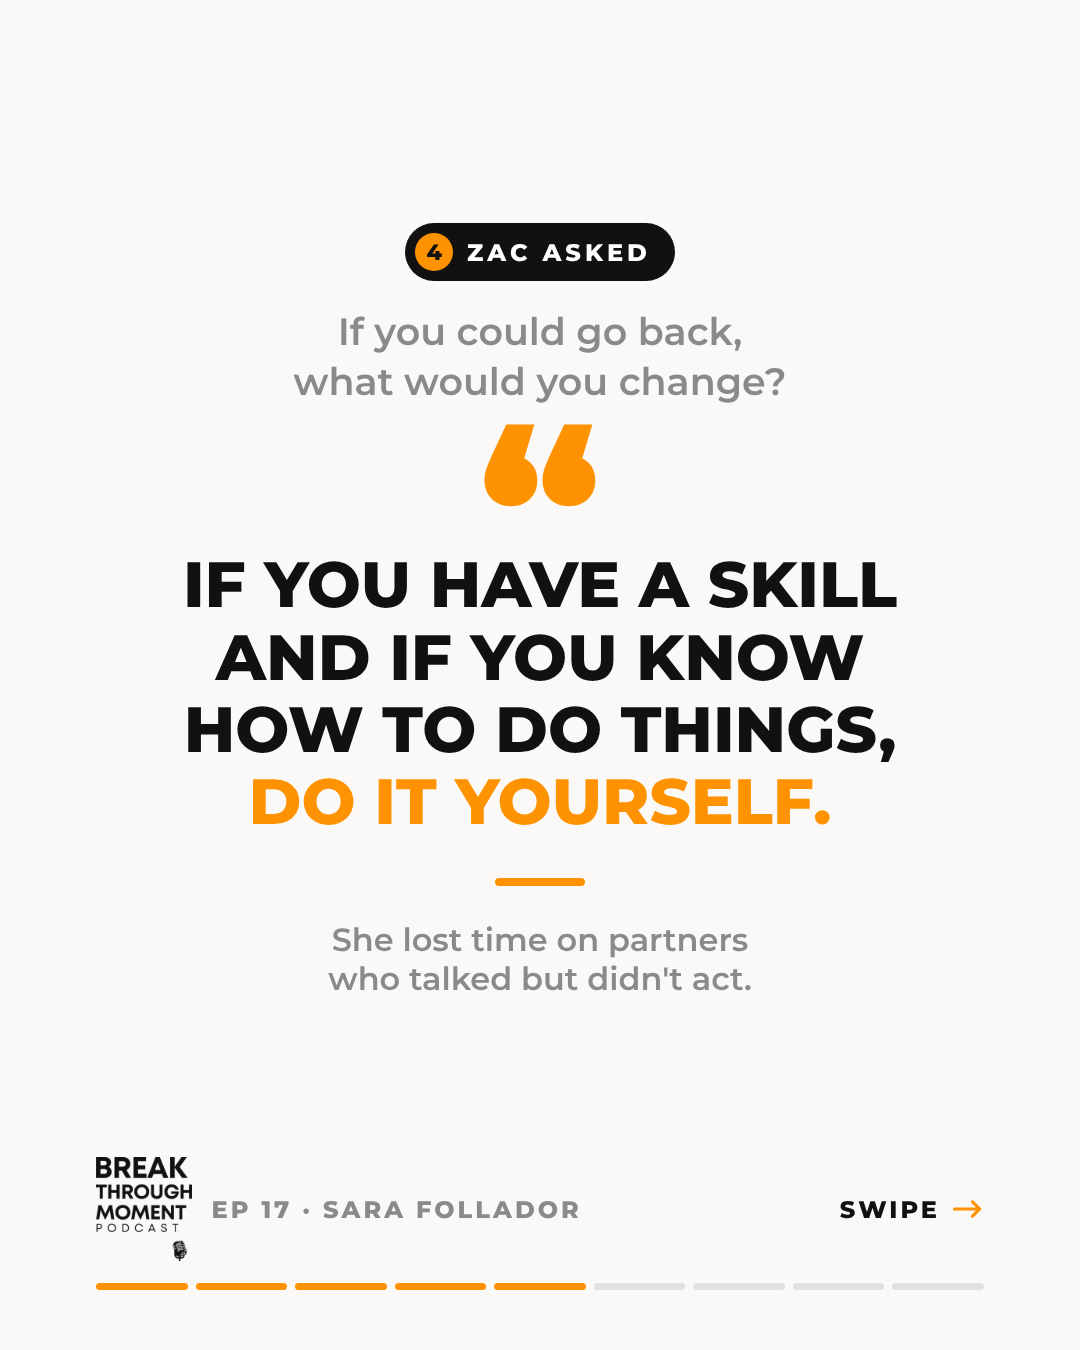 4 ZAC ASKED
If you could go back,
what would you change?
“
IF YOU HAVE A SKILL
AND IF YOU KNOW
HOW TO DO THINGS,
DO IT YOURSELF.
She lost time on partners
who talked but didn't act.
BREAK
THROUGH
MOMENT
PODCAST
EP 17 · SARA FOLLADOR
SWIPE →